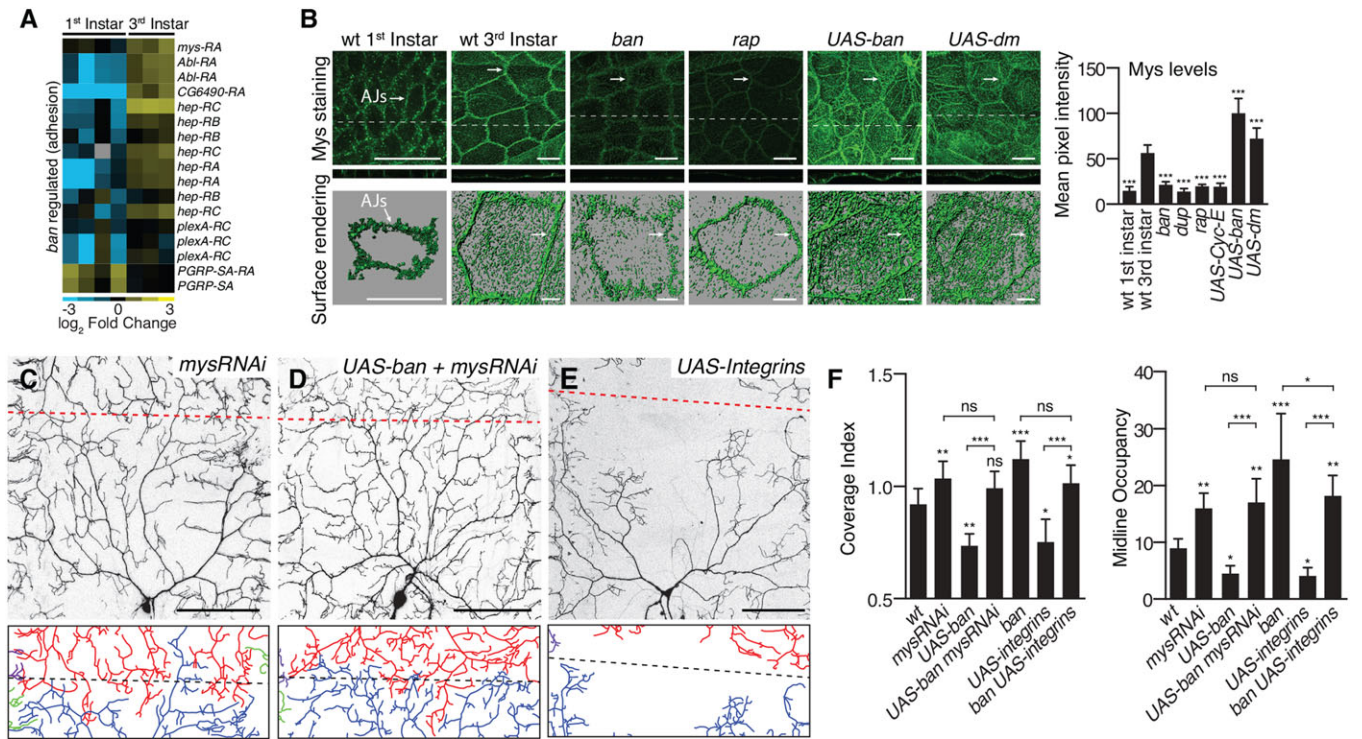 A
1st Instar 3rd Instar
ban regulated (adhesion)
mys-RA
Abl-RA
Abl-RA
CG6490-RA
hep-RC
hep-RB
hep-RB
hep-RC
hep-RA
hep-RA
hep-RB
hep-RC
plexA-RC
plexA-RC
plexA-RC
PGRP-SA-RA
PGRP-SA
-3 0 3
log2 Fold Change
B
wt 1st Instar wt 3rd Instar ban rap UAS-ban UAS-dm
Mys staining
AJs
Surface rendering
AJs
Mys levels
Mean pixel intensity
150
100
50
0
*** *** *** *** *** *** ***
wt 1st instar
wt 3rd instar
ban
dup
rap
UAS-Cyc-E
UAS-ban
UAS-dm
C
mysRNAi
D
UAS-ban + mysRNAi
E
UAS-Integrins
F
Coverage Index
1.5
1.0
0.5
ns ns
*** ***
** ** ns *** * *
wt
mysRNAi
UAS-ban
UAS-ban mysRNAi
ban
UAS-integrins
ban UAS-integrins
Midline Occupancy
40
30
20
10
0
ns *
*** ***
** * ** *** * **
wt
mysRNAi
UAS-ban
UAS-ban mysRNAi
ban
UAS-integrins
ban UAS-integrins